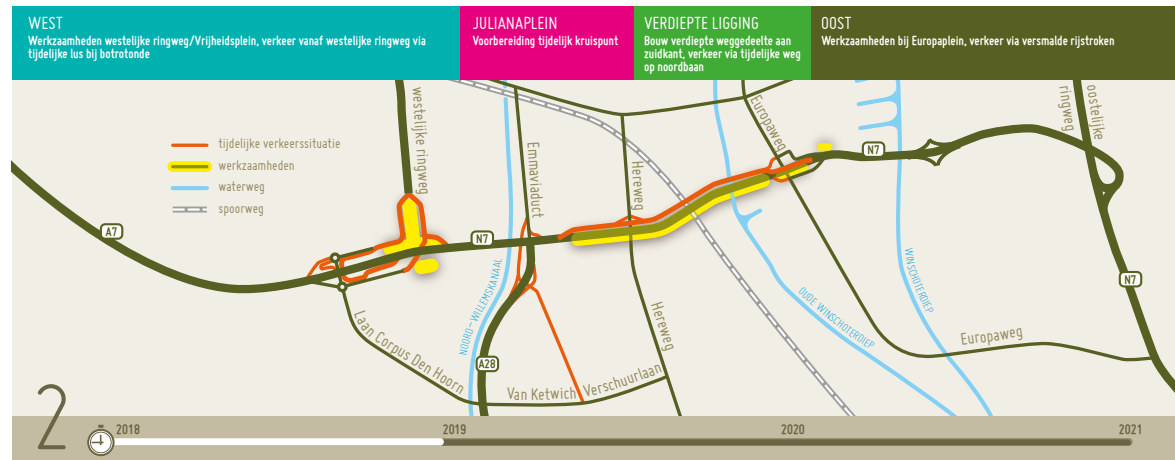 WEST
Werkzaamheden westelijke ringweg/Vrijheidsplein, verkeer vanaf westelijke ringweg via
tijdelijke lus bij botrotonde
JULIANAPLEIN
Voorbereiding tijdelijk kruispunt
VERDIEPTE LIGGING
Bouw verdiepte weggedeelte aan
zuidkant, verkeer via tijdelijke weg
op noordbaan
OOST
Werkzaamheden bij Europaplein, verkeer via versmalde rijstroken
tijdelijke verkeerssituatie
werkzaamheden
waterweg
spoorweg
westelijke ringweg
Emmaviaduct
Hereweg
Europaweg
oostelijke
ringweg
N7
A7
N7
N7
NOORD-WILLEMSKANAAL
WINSCHOTERDIEP
OUDE WINSCHOTERDIEP
Hereweg
Europaweg
Laan Corpus Den Hoorn
A28
Van Ketwich Verschuurlaan
2
2018
2019
2020
2021